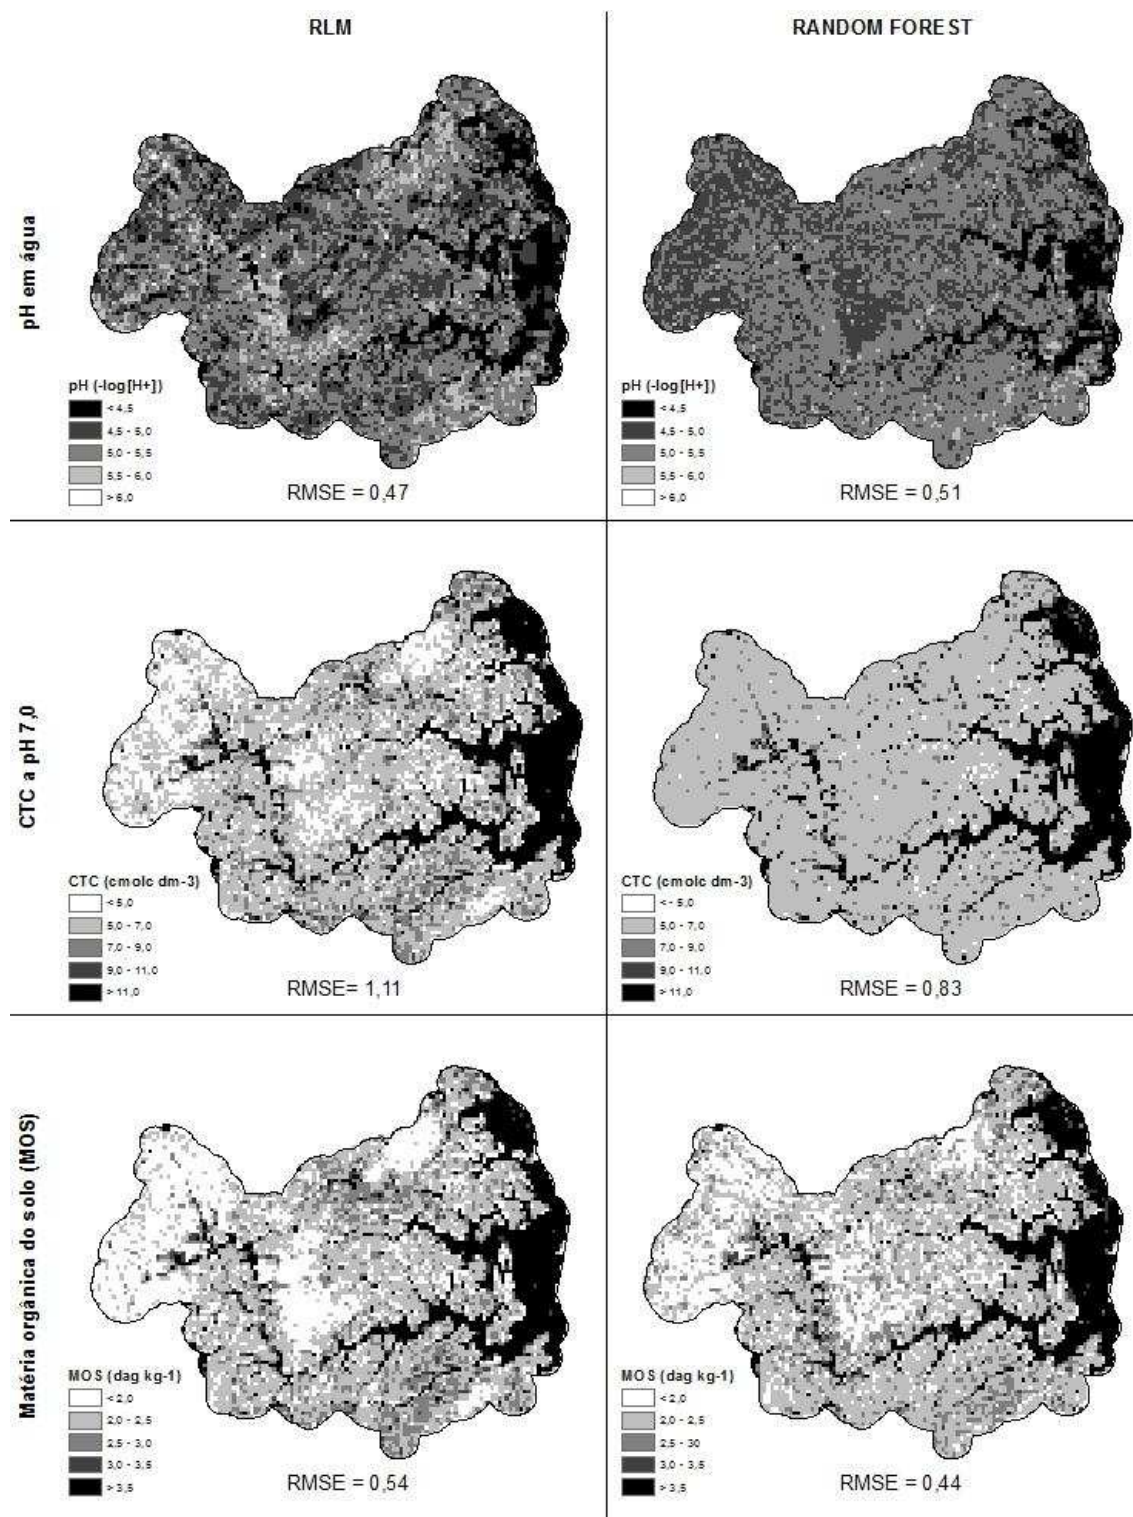 RLM
RANDOM FOREST
pH em água
pH (-log[H+])
< 4,5
4,5 - 5,0
5,0 - 5,5
5,5 - 6,0
> 6,0
RMSE = 0,47
pH (-log[H+])
< 4,5
4,5 - 5,0
5,0 - 5,5
5,5 - 6,0
> 6,0
RMSE = 0,51
CTC a pH 7,0
CTC (cmolc dm-3)
< 5,0
5,0 - 7,0
7,0 - 9,0
9,0 - 11,0
> 11,0
RMSE= 1,11
CTC (cmolc dm-3)
< 5,0
5,0 - 7,0
7,0 - 9,0
9,0 - 11,0
> 11,0
RMSE = 0,83
Matéria orgânica do solo (MOS)
MOS (dag kg-1)
< 2,0
2,0 - 2,5
2,5 - 3,0
3,0 - 3,5
> 3,5
RMSE = 0,54
MOS (dag kg-1)
< 2,0
2,0 - 2,5
2,5 - 30
3,0 - 3,5
> 3,5
RMSE = 0,44